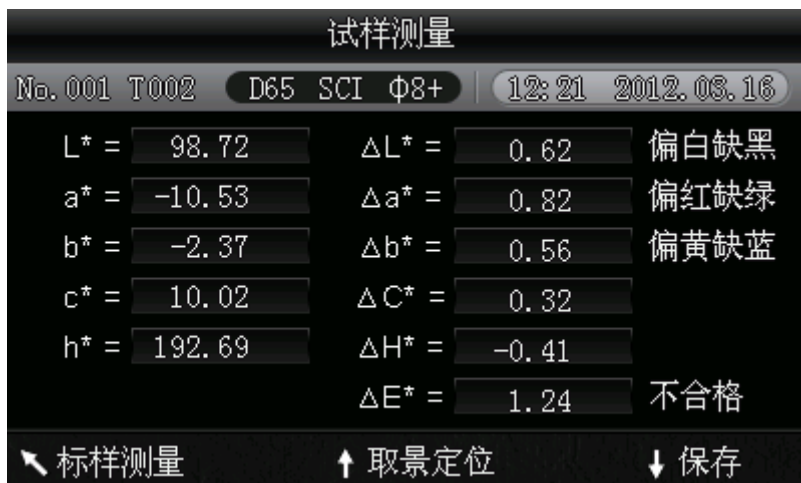 试样测量
No.001 T002 D65 SCI Φ8+ 12:21 2012.03.16
L* = 98.72 ΔL* = 0.62 偏白缺黑
a* = -10.53 Δa* = 0.82 偏红缺绿
b* = -2.37 Δb* = 0.56 偏黄缺蓝
c* = 10.02 ΔC* = 0.32
h* = 192.69 ΔH* = -0.41
ΔE* = 1.24 不合格
标样测量 取景定位 保存